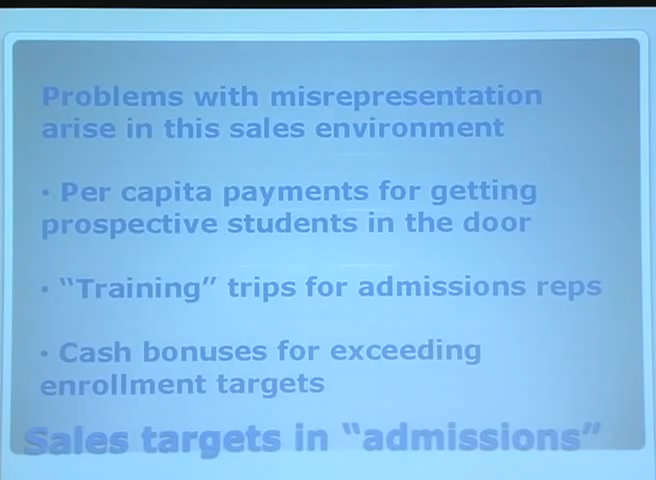 Problems with misrepresentation
arise in this sales environment
• Per capita payments for getting
prospective students in the door
• “Training” trips for admissions reps
• Cash bonuses for exceeding
enrollment targets
Sales targets in “admissions”